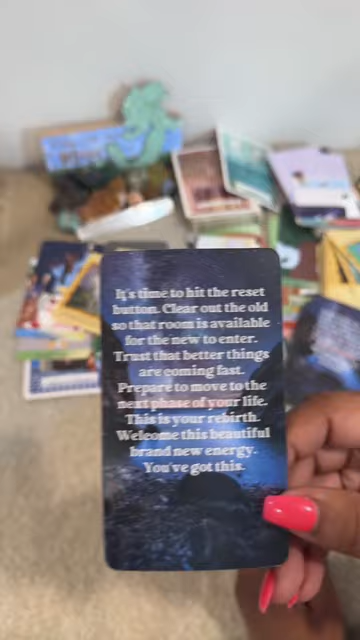 It's time to hit the reset
button. Clear out the old
so that room is available
for the new to enter.
Trust that better things
are coming fast.
Prepare to move to the
next phase of your life.
This is your rebirth.
Welcome this beautiful
brand new energy.
You've got this.